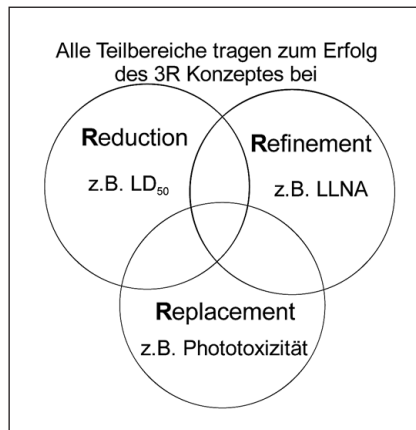 Alle Teilbereiche tragen zum Erfolg
des 3R Konzeptes bei
Reduction
z.B. LD₅₀
Refinement
z.B. LLNA
Replacement
z.B. Phototoxizität